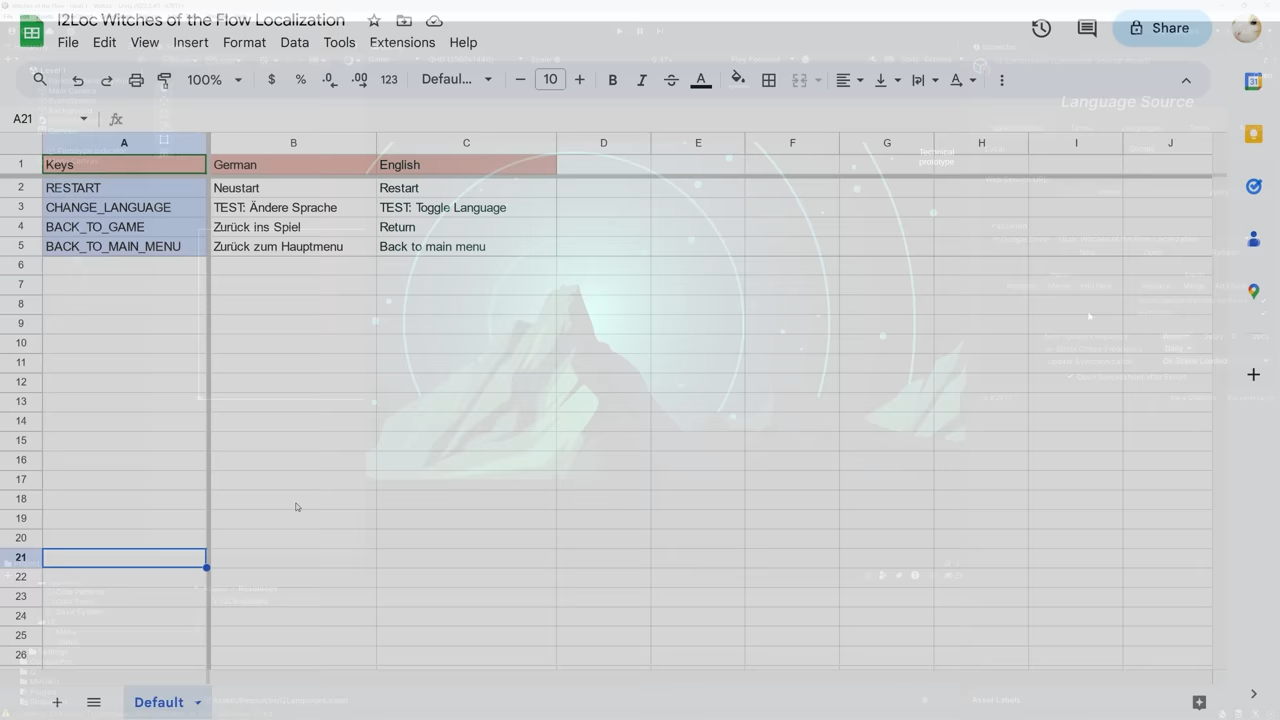 I2Loc Witches of the Flow Localization
File Edit View Insert Format Data Tools Extensions Help
Share
100% $ % .0 .00 123 Defaul... 10 B I A
Language Source
A21 fx
A B C D E F G H I J
Technical
prototype
1 Keys German English
2 RESTART Neustart Restart
3 CHANGE_LANGUAGE TEST: Ändere Sprache TEST: Toggle Language
4 BACK_TO_GAME Zurück ins Spiel Return
5 BACK_TO_MAIN_MENU Zurück zum Hauptmenu Back to main menu
6
7
8
9
10
11
12
13
14
15
16
17
18
19
20
21
22
23
24
25
26
Default
Asset Labels